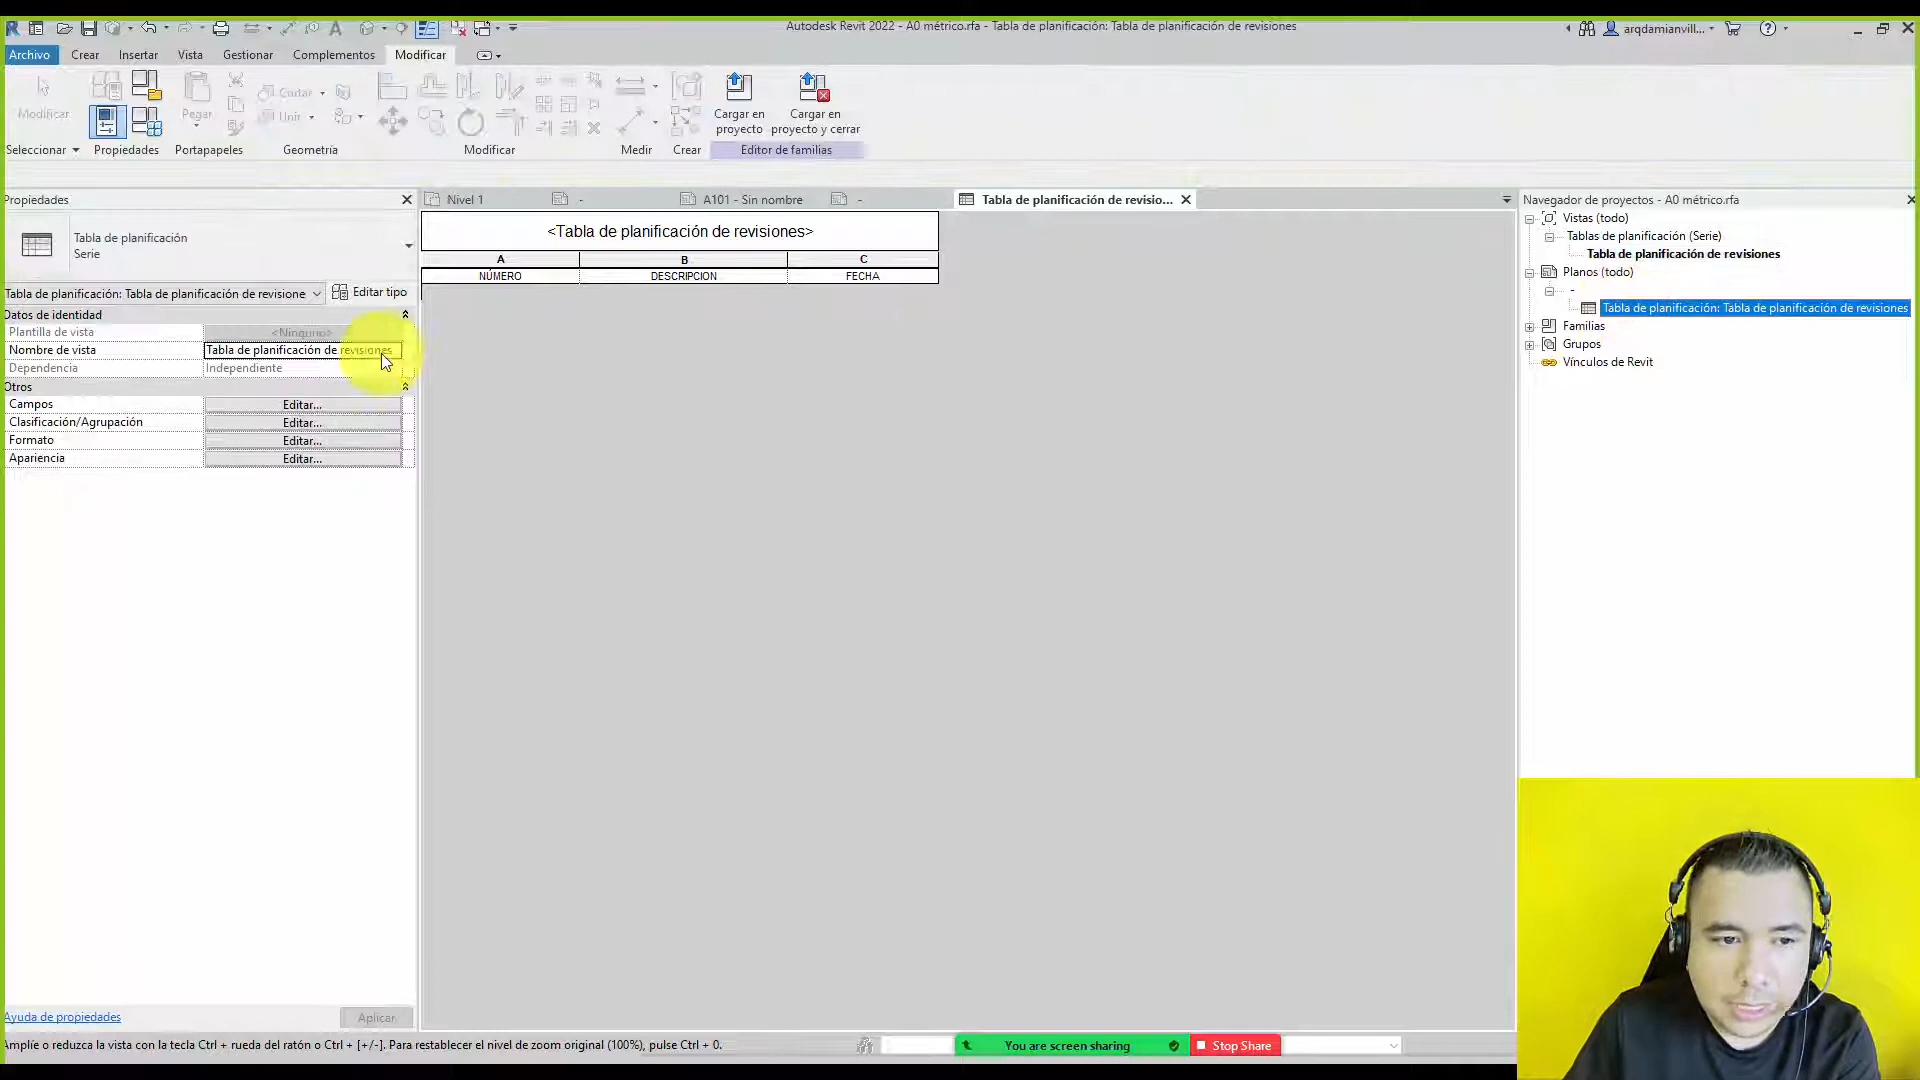 Autodesk Revit 2022 - A0 métrico.rfa - Tabla de planificación: Tabla de planificación de revisiones
arqdamianvill...
Archivo Crear Insertar Vista Gestionar Complementos Modificar
Modificar
Pegar
Cortar
Unir
Cargar en proyecto
Cargar en proyecto y cerrar
Seleccionar Propiedades Portapapeles Geometría Modificar Medir Crear Editor de familias
Propiedades
Nivel 1
-
A101 - Sin nombre
-
Tabla de planificación de revisio...
Navegador de proyectos - A0 métrico.rfa
Tabla de planificación
Serie
Tabla de planificación: Tabla de planificación de revisione
Editar tipo
Datos de identidad
Plantilla de vista <Ninguno>
Nombre de vista Tabla de planificación de revisiones
Dependencia Independiente
Otros
Campos Editar...
Clasificación/Agrupación Editar...
Formato Editar...
Apariencia Editar...
Ayuda de propiedades
Aplicar
<Tabla de planificación de revisiones>
A B C
NÚMERO DESCRIPCION FECHA
Vistas (todo)
Tablas de planificación (Serie)
Tabla de planificación de revisiones
Planos (todo)
-
Tabla de planificación: Tabla de planificación de revisiones
Familias
Grupos
Vínculos de Revit
Amplíe o reduzca la vista con la tecla Ctrl + rueda del ratón o Ctrl + [+/-]. Para restablecer el nivel de zoom original (100%), pulse Ctrl + 0.
You are screen sharing
Stop Share